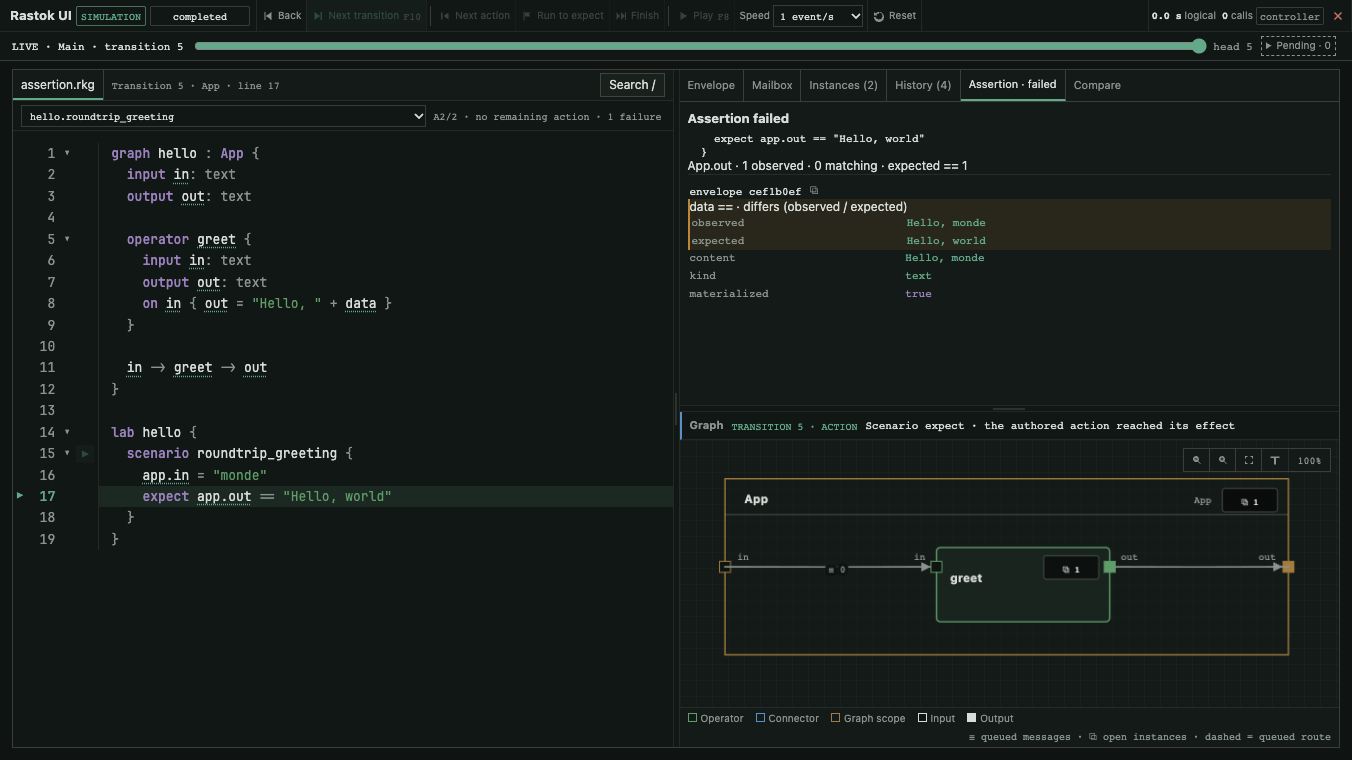 Rastok UI SIMULATION completed Back Next transition F10 Next action Run to expect Finish Play F8 Speed 1 event/s Reset 0.0 s logical 0 calls controller
LIVE • Main • transition 5 head 5 Pending · 0
assertion.rkg Transition 5 · App · line 17 Search /
hello.roundtrip_greeting A2/2 · no remaining action · 1 failure
1 graph hello : App {
2 input in: text
3 output out: text
4
5 operator greet {
6 input in: text
7 output out: text
8 on in { out = "Hello, " + data }
9 }
10
11 in → greet → out
12 }
13
14 lab hello {
15 scenario roundtrip_greeting {
16 app.in = "monde"
17 expect app.out == "Hello, world"
18 }
19 }
Envelope Mailbox Instances (2) History (4) Assertion · failed Compare
Assertion failed
expect app.out == "Hello, world"
}
App.out · 1 observed · 0 matching · expected == 1
envelope cef1b0ef
data == · differs (observed / expected)
observed Hello, monde
expected Hello, world
content Hello, monde
kind text
materialized true
Graph TRANSITION 5 · ACTION Scenario expect · the authored action reached its effect
100%
App App 1
in ≡ 0 in out out
greet 1
Operator Connector Graph scope Input Output
≡ queued messages · ⧉ open instances · dashed = queued route